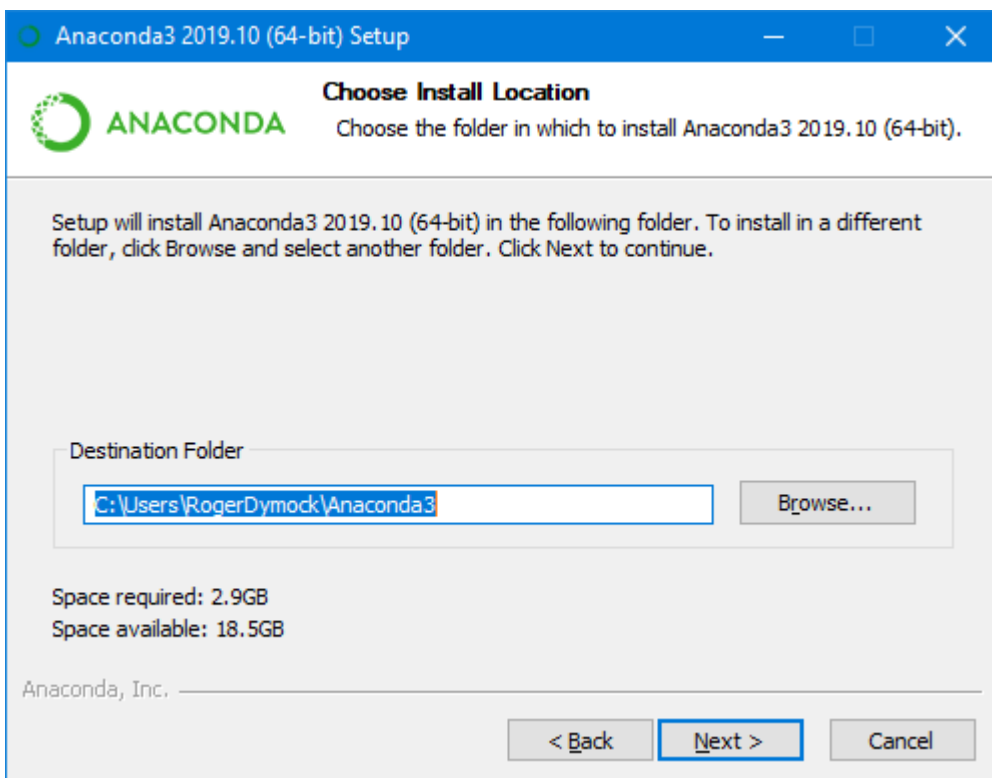 Anaconda3 2019.10 (64-bit) Setup
ANACONDA
Choose Install Location
Choose the folder in which to install Anaconda3 2019.10 (64-bit).
Setup will install Anaconda3 2019.10 (64-bit) in the following folder. To install in a different
folder, click Browse and select another folder. Click Next to continue.
Destination Folder
C:\Users\RogerDymock\Anaconda3
Browse...
Space required: 2.9GB
Space available: 18.5GB
Anaconda, Inc.
< Back
Next >
Cancel